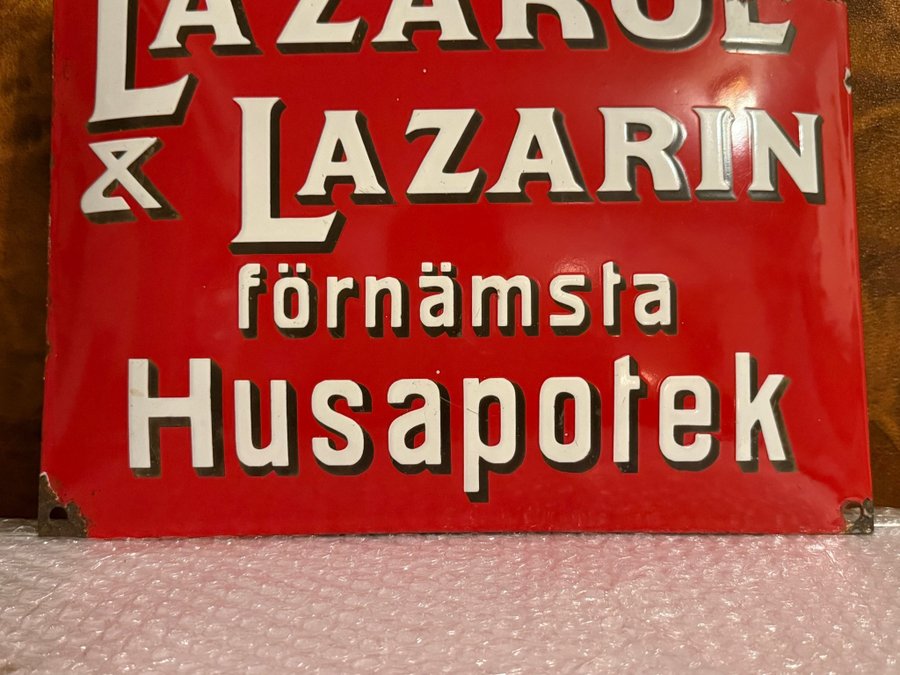 LAZAROL
& LAZARIN
förnämsta
Husapotek